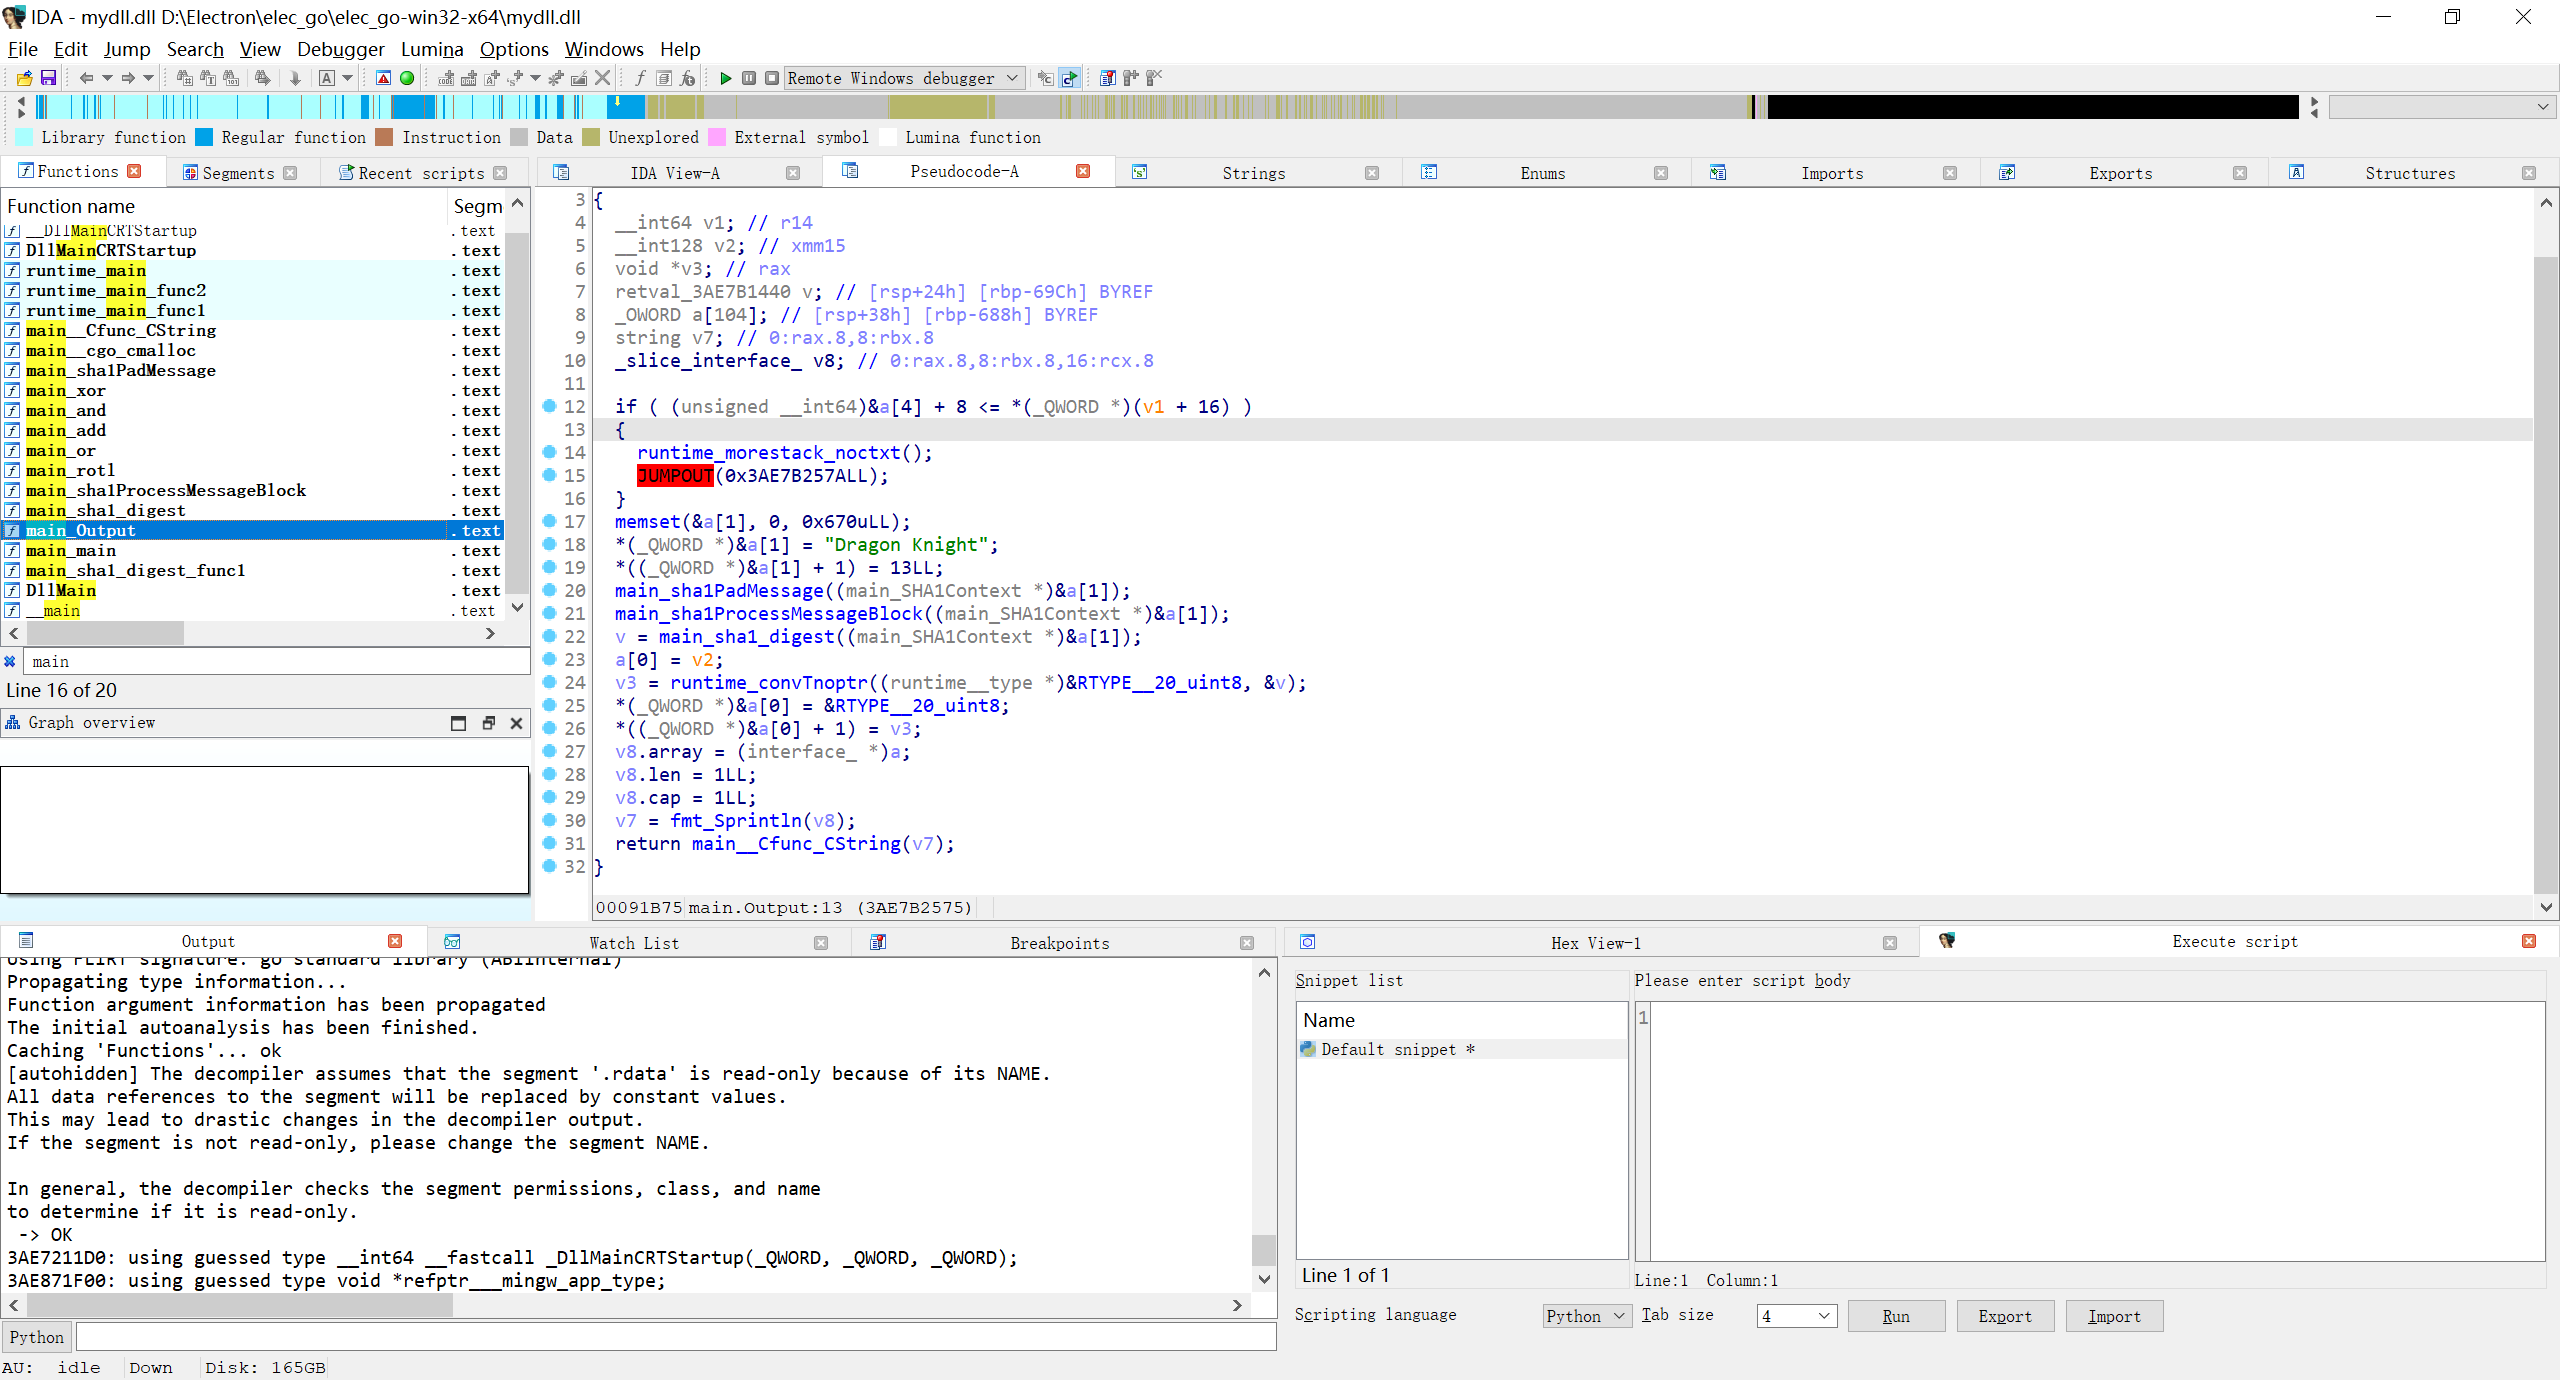 IDA - mydll.dll D:\Electron\elec_go\elec_go-win32-x64\mydll.dll
File Edit Jump Search View Debugger Lumina Options Windows Help
Remote Windows debugger
Library function Regular function Instruction Data Unexplored External symbol Lumina function
Functions Segments Recent scripts IDA View-A Pseudocode-A Strings Enums Imports Exports Structures
Function name Segm
__DllMainCRTStartup .text
DllMainCRTStartup .text
runtime_main .text
runtime_main_func2 .text
runtime_main_func1 .text
main__Cfunc_CString .text
main__cgo_cmalloc .text
main_sha1PadMessage .text
main_xor .text
main_and .text
main_add .text
main_or .text
main_rotl .text
main_sha1ProcessMessageBlock .text
main_sha1_digest .text
main_Output .text
main_main .text
main_sha1_digest_func1 .text
DllMain .text
__main .text
main
Line 16 of 20
Graph overview
3 {
4 __int64 v1; // r14
5 __int128 v2; // xmm15
6 void *v3; // rax
7 retval_3AE7B1440 v; // [rsp+24h] [rbp-69Ch] BYREF
8 _OWORD a[104]; // [rsp+38h] [rbp-688h] BYREF
9 string v7; // 0:rax.8,8:rbx.8
10 _slice_interface_ v8; // 0:rax.8,8:rbx.8,16:rcx.8
11
12 if ( (unsigned __int64)&a[4] + 8 <= *(_QWORD *)(v1 + 16) )
13 {
14 runtime_morestack_noctxt();
15 JUMPOUT(0x3AE7B257ALL);
16 }
17 memset(&a[1], 0, 0x670uLL);
18 *(_QWORD *)&a[1] = "Dragon Knight";
19 *((_QWORD *)&a[1] + 1) = 13LL;
20 main_sha1PadMessage((main_SHA1Context *)&a[1]);
21 main_sha1ProcessMessageBlock((main_SHA1Context *)&a[1]);
22 v = main_sha1_digest((main_SHA1Context *)&a[1]);
23 a[0] = v2;
24 v3 = runtime_convTnoptr((runtime__type *)&RTYPE__20_uint8, &v);
25 *(_QWORD *)&a[0] = &RTYPE__20_uint8;
26 *((_QWORD *)&a[0] + 1) = v3;
27 v8.array = (interface_ *)a;
28 v8.len = 1LL;
29 v8.cap = 1LL;
30 v7 = fmt_Sprintln(v8);
31 return main__Cfunc_CString(v7);
32 }
00091B75 main.Output:13 (3AE7B2575)
Output Watch List Breakpoints
Using FLIRT signature: go standard library (ABIInternal)
Propagating type information...
Function argument information has been propagated
The initial autoanalysis has been finished.
Caching 'Functions'... ok
[autohidden] The decompiler assumes that the segment '.rdata' is read-only because of its NAME.
All data references to the segment will be replaced by constant values.
This may lead to drastic changes in the decompiler output.
If the segment is not read-only, please change the segment NAME.
In general, the decompiler checks the segment permissions, class, and name
to determine if it is read-only.
-> OK
3AE7211D0: using guessed type __int64 __fastcall _DllMainCRTStartup(_QWORD, _QWORD, _QWORD);
3AE871F00: using guessed type void *refptr___mingw_app_type;
Python
AU: idle Down Disk: 165GB
Hex View-1 Execute script
Snippet list Please enter script body
Name 1
Default snippet *
Line 1 of 1 Line:1 Column:1
Scripting language Python Tab size 4 Run Export Import